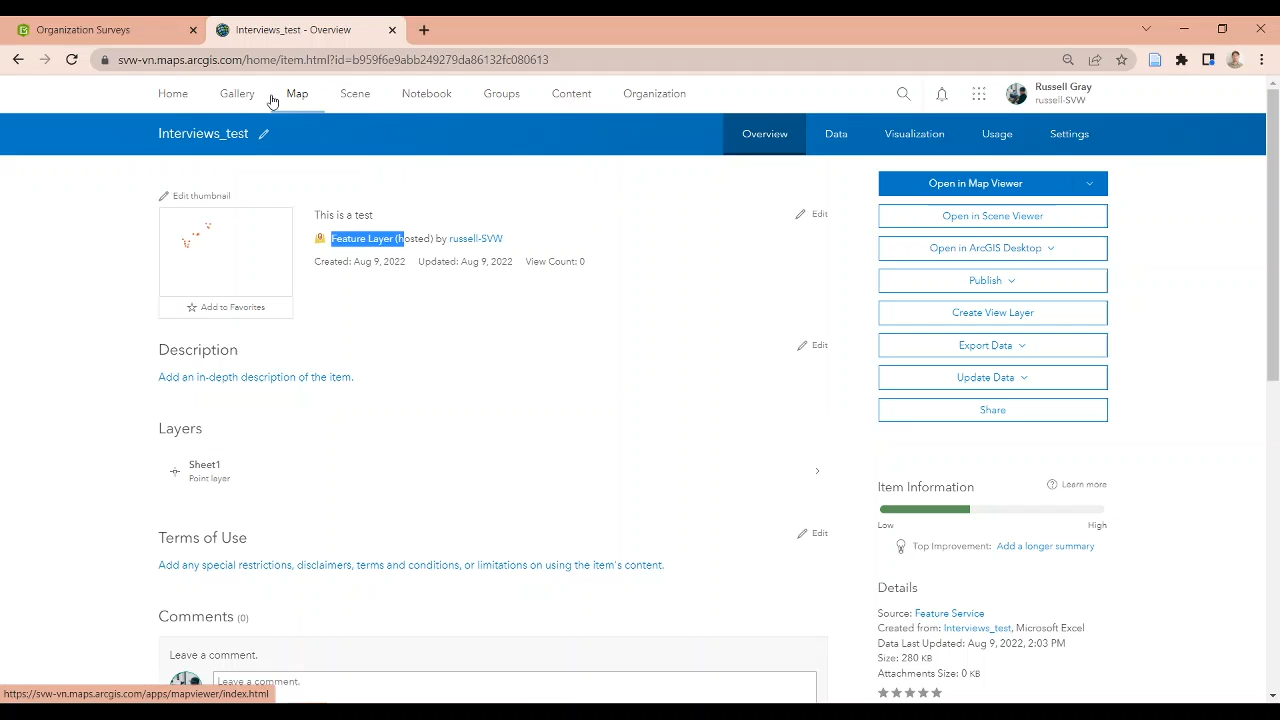 Organization Surveys
Interviews_test - Overview
svw-vn.maps.arcgis.com/home/item.html?id=b959f6e9abb249279da86132f1080613
Home Gallery Map Scene Notebook Groups Content Organization
Russell Gray
russell-SVW
Interviews_test
Overview Data Visualization Usage Settings
Edit thumbnail
This is a test
Edit
Feature Layer (hosted) by russell-SVW
Created: Aug 9, 2022 Updated: Aug 9, 2022 View Count: 0
Add to Favorites
Open in Map Viewer
Open in Scene Viewer
Open in ArcGIS Desktop
Publish
Create View Layer
Export Data
Update Data
Share
Description
Edit
Add an in-depth description of the item.
Layers
Sheet1
Point layer
Terms of Use
Edit
Add any special restrictions, disclaimers, terms and conditions, or limitations on using the item's content.
Comments (0)
Leave a comment.
Leave a comment.
Item Information
Learn more
Low High
Top Improvement: Add a longer summary
Details
Source: Feature Service
Created from: Interviews_test, Microsoft Excel
Data Last Updated: Aug 9, 2022, 2:03 PM
Size: 280 KB
Attachments Size: 0 KB
https://svw-vn.maps.arcgis.com/apps/mapviewer/index.html